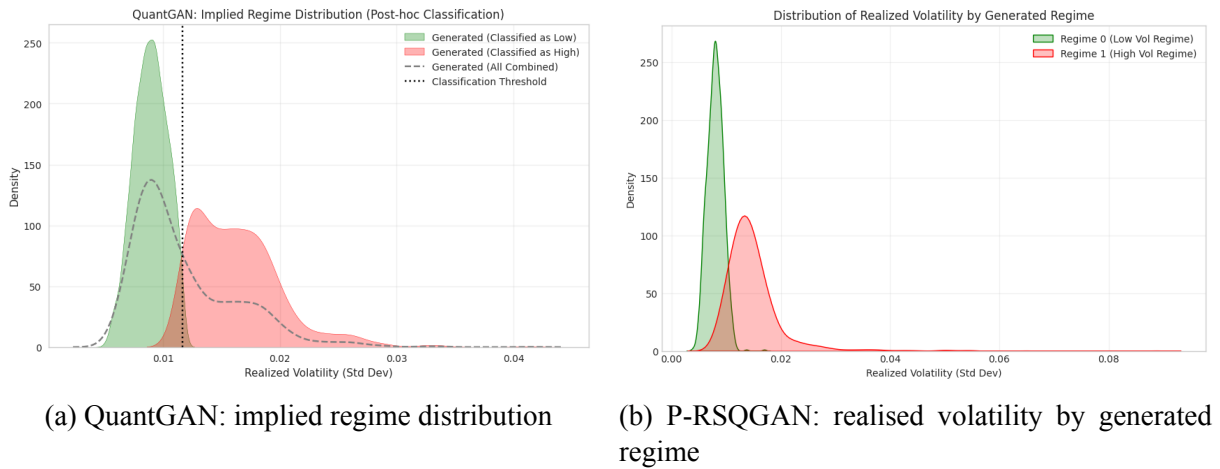 QuantGAN: Implied Regime Distribution (Post-hoc Classification)
Generated (Classified as Low)
Generated (Classified as High)
Generated (All Combined)
Classification Threshold
250
200
150
100
50
0
Density
0.01
0.02
0.03
0.04
Realized Volatility (Std Dev)
(a) QuantGAN: implied regime distribution
Distribution of Realized Volatility by Generated Regime
Regime 0 (Low Vol Regime)
Regime 1 (High Vol Regime)
250
200
150
100
50
0
Density
0.00
0.02
0.04
0.06
0.08
Realized Volatility (Std Dev)
(b) P-RSQGAN: realised volatility by generated
regime